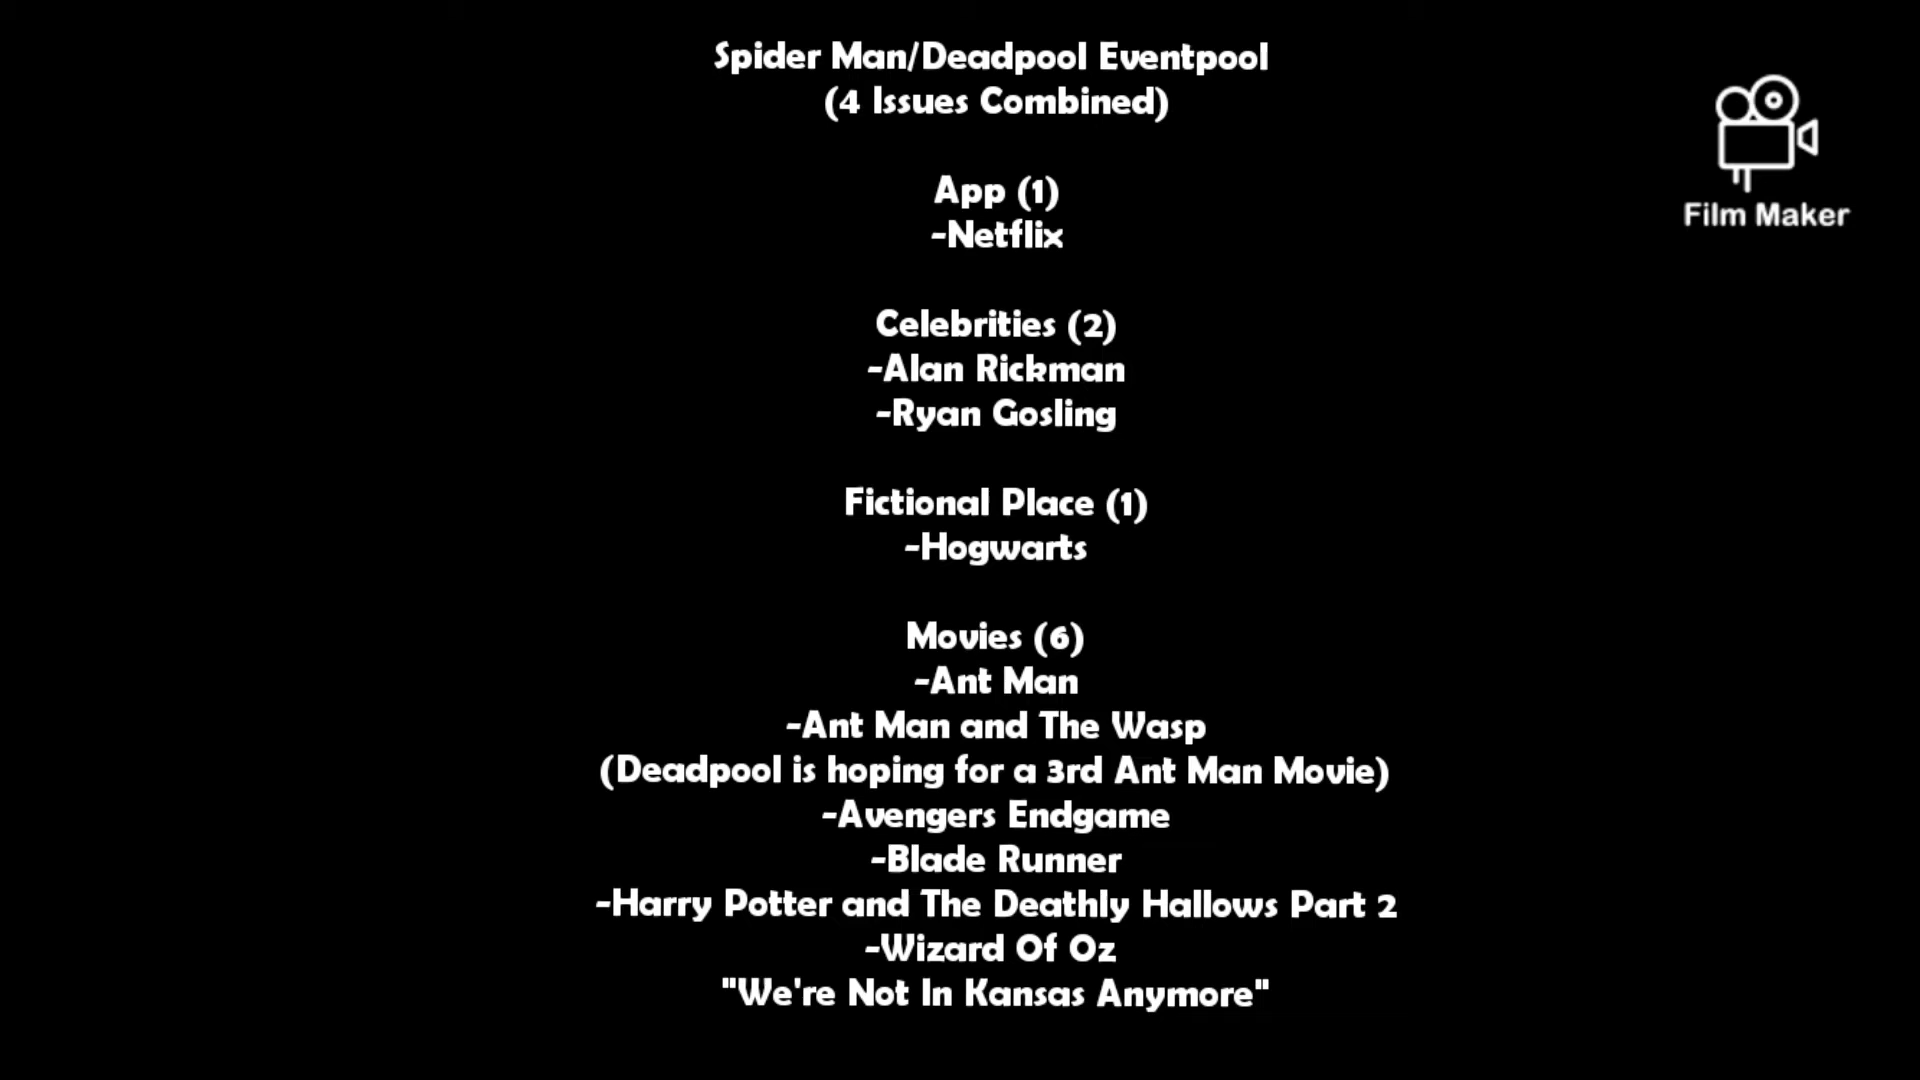 Spider Man/Deadpool Eventpool
(4 Issues Combined)
App (1)
-Netflix
Celebrities (2)
-Alan Rickman
-Ryan Gosling
Fictional Place (1)
-Hogwarts
Movies (6)
-Ant Man
-Ant Man and The Wasp
(Deadpool is hoping for a 3rd Ant Man Movie)
-Avengers Endgame
-Blade Runner
-Harry Potter and The Deathly Hallows Part 2
-Wizard Of Oz
"We're Not In Kansas Anymore"
Film Maker